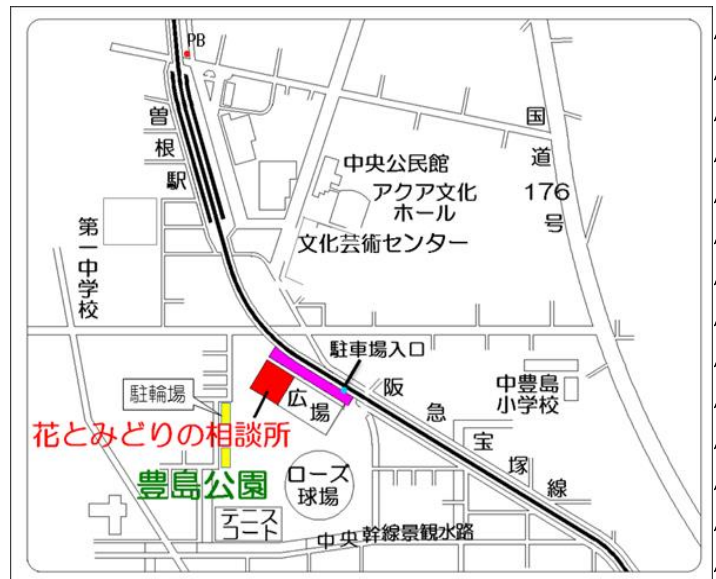 PB
曽根駅
国道176号
中央公民館
アクア文化
ホール
文化芸術センター
第一中学校
駐車場入口
阪急宝塚線
中豊島
小学校
駐輪場
広場
花とみどりの相談所
豊島公園
ローズ
球場
テニス
コート
中央幹線景観水路